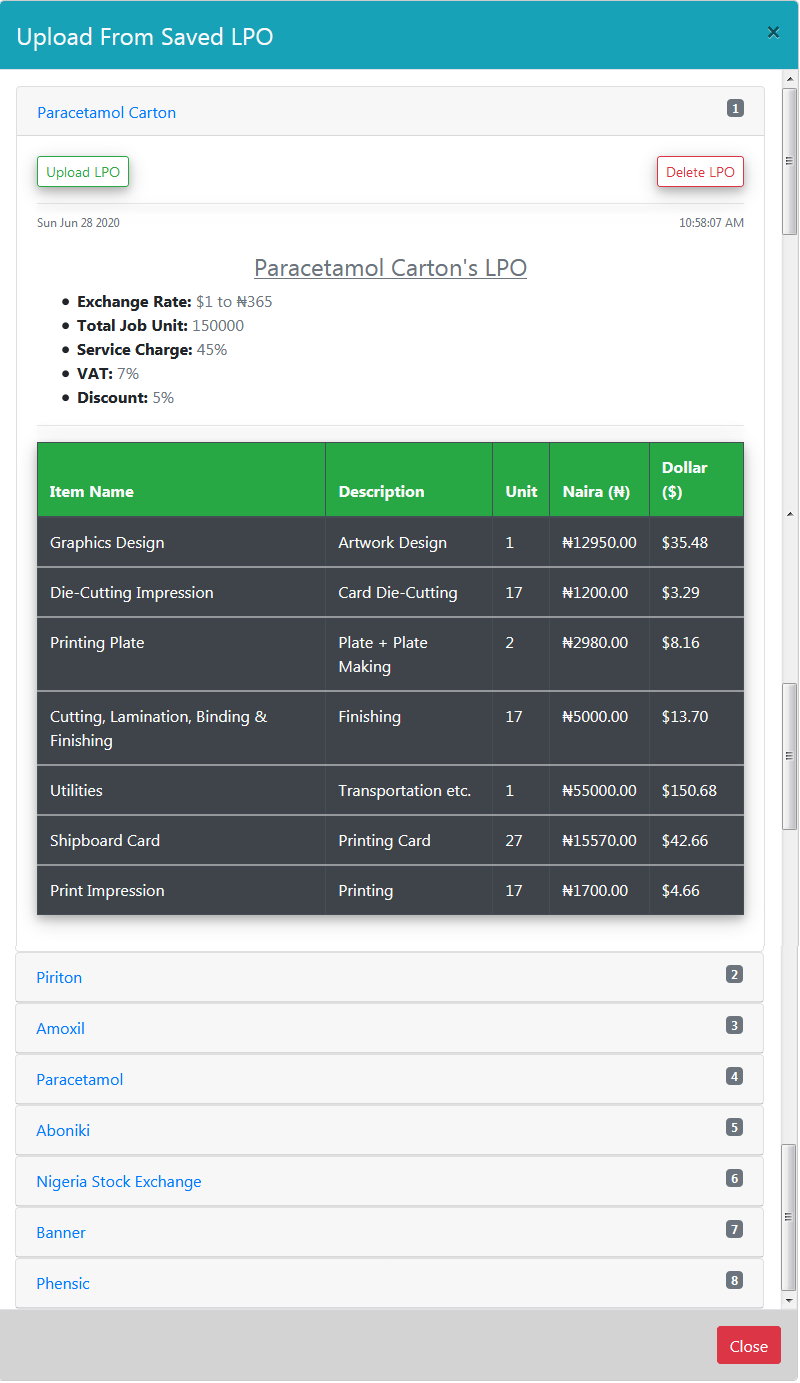 Upload From Saved LPO
×
Paracetamol Carton 1
Upload LPO Delete LPO
Sun Jun 28 2020 10:58:07 AM
Paracetamol Carton's LPO
• Exchange Rate: $1 to ₦365
• Total Job Unit: 150000
• Service Charge: 45%
• VAT: 7%
• Discount: 5%
Item Name Description Unit Naira (₦) Dollar
($)
Graphics Design Artwork Design 1 ₦12950.00 $35.48
Die-Cutting Impression Card Die-Cutting 17 ₦1200.00 $3.29
Printing Plate Plate + Plate 2 ₦2980.00 $8.16
Making
Cutting, Lamination, Binding & Finishing 17 ₦5000.00 $13.70
Finishing
Utilities Transportation etc. 1 ₦55000.00 $150.68
Shipboard Card Printing Card 27 ₦15570.00 $42.66
Print Impression Printing 17 ₦1700.00 $4.66
Piriton 2
Amoxil 3
Paracetamol 4
Aboniki 5
Nigeria Stock Exchange 6
Banner 7
Phensic 8
Close